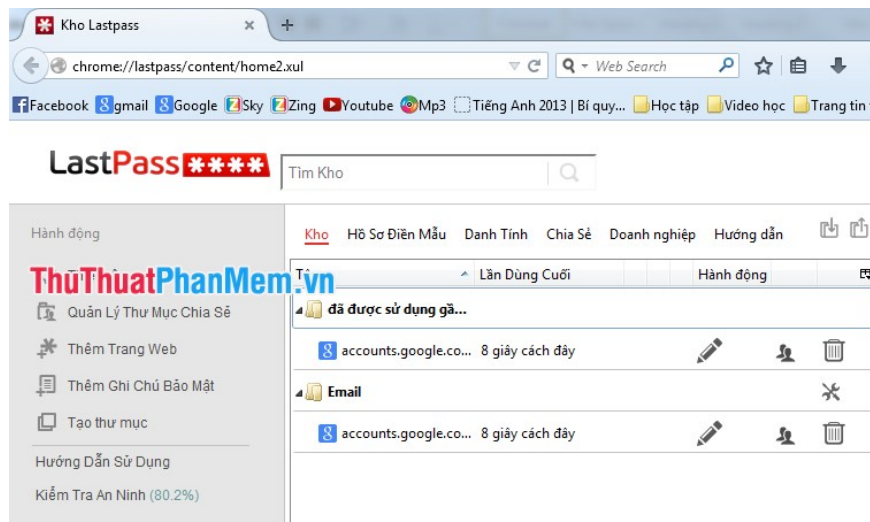 Kho Lastpass
chrome://lastpass/content/home2.xul
Web Search
Facebook gmail Google Sky Zing Youtube Mp3 Tiếng Anh 2013 | Bí quy... Học tập Video học Trang tin
LastPass ****
Tìm Kho
Hành động
Kho Hồ Sơ Điền Mẫu Danh Tính Chia Sẻ Doanh nghiệp Hướng dẫn
ThuThuatPhanMem.vn
Lần Dùng Cuối Hành động
Quản Lý Thư Mục Chia Sẻ
đã được sử dụng gầ...
Thêm Trang Web
accounts.google.co... 8 giây cách đây
Thêm Ghi Chú Bảo Mật
Email
Tạo thư mục
accounts.google.co... 8 giây cách đây
Hướng Dẫn Sử Dụng
Kiểm Tra An Ninh (80.2%)